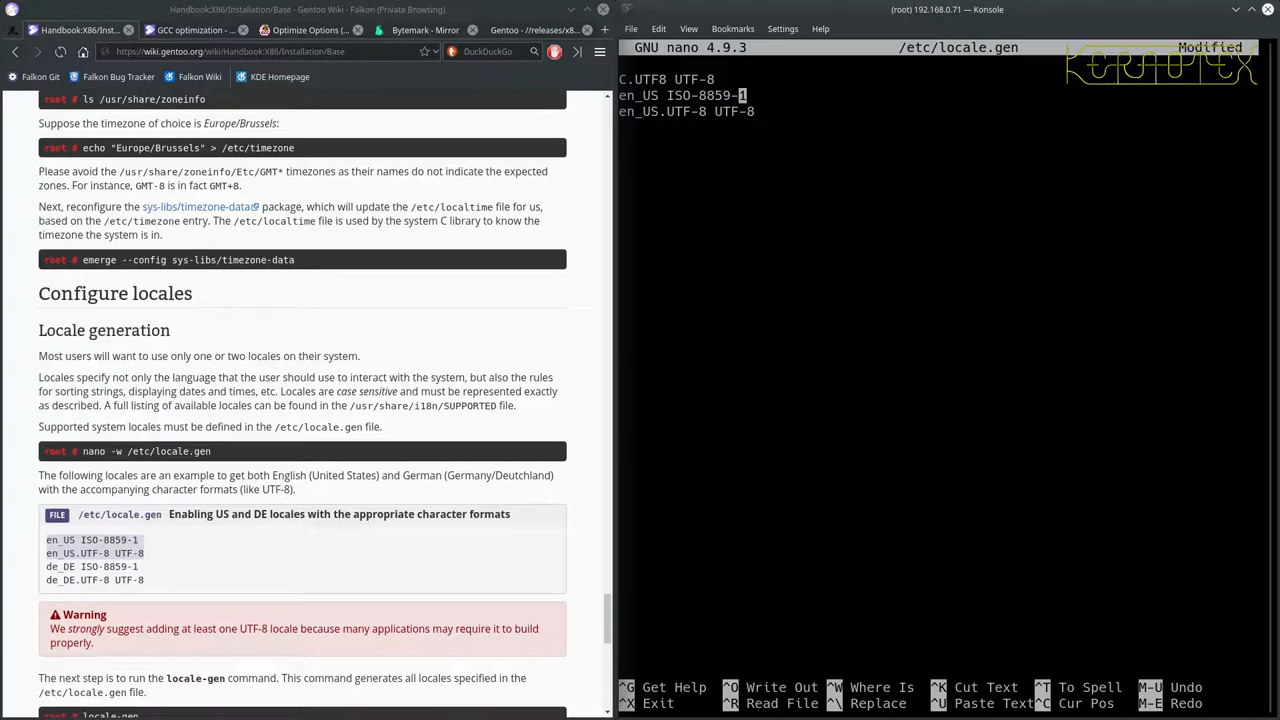 Handbook:X86/Installation/Base - Gentoo Wiki - Falkon (Private Browsing)
Handbook:X86/Inst...
GCC optimization -...
Optimize Options (...
Bytemark - Mirror
Gentoo - //releases/x8...
https://wiki.gentoo.org/wiki/Handbook:X86/Installation/Base
DuckDuckGo
Falkon Git
Falkon Bug Tracker
Falkon Wiki
KDE Homepage
root # ls /usr/share/zoneinfo
Suppose the timezone of choice is Europe/Brussels:
root # echo "Europe/Brussels" > /etc/timezone
Please avoid the /usr/share/zoneinfo/Etc/GMT* timezones as their names do not indicate the expected
zones. For instance, GMT-8 is in fact GMT+8.
Next, reconfigure the sys-libs/timezone-data package, which will update the /etc/localtime file for us,
based on the /etc/timezone entry. The /etc/localtime file is used by the system C library to know the
timezone the system is in.
root # emerge --config sys-libs/timezone-data
Configure locales
Locale generation
Most users will want to use only one or two locales on their system.
Locales specify not only the language that the user should use to interact with the system, but also the rules
for sorting strings, displaying dates and times, etc. Locales are case sensitive and must be represented exactly
as described. A full listing of available locales can be found in the /usr/share/i18n/SUPPORTED file.
Supported system locales must be defined in the /etc/locale.gen file.
root # nano -w /etc/locale.gen
The following locales are an example to get both English (United States) and German (Germany/Deutchland)
with the accompanying character formats (like UTF-8).
FILE /etc/locale.gen Enabling US and DE locales with the appropriate character formats
en_US ISO-8859-1
en_US.UTF-8 UTF-8
de_DE ISO-8859-1
de_DE.UTF-8 UTF-8
Warning
We strongly suggest adding at least one UTF-8 locale because many applications may require it to build
properly.
The next step is to run the locale-gen command. This command generates all locales specified in the
/etc/locale.gen file.
root # locale-gen
(root) 192.168.0.71 — Konsole
File Edit View Bookmarks Settings Help
GNU nano 4.9.3 /etc/locale.gen Modified
C.UTF8 UTF-8
en_US ISO-8859-1
en_US.UTF-8 UTF-8
^G Get Help ^O Write Out ^W Where Is ^K Cut Text ^T To Spell M-U Undo
^X Exit ^R Read File ^\ Replace ^U Paste Text ^C Cur Pos M-E Redo